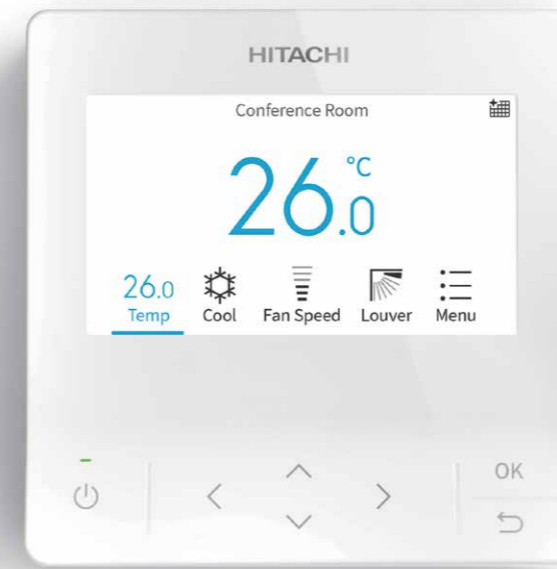 HITACHI
Conference Room
26.0 °C
26.0
Temp Cool Fan Speed Louver Menu
OK